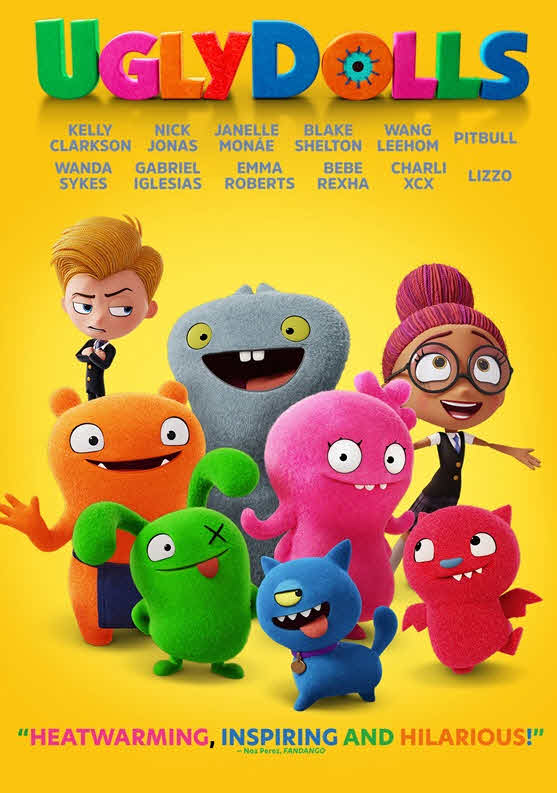 UGLYDOLLS
KELLY CLARKSON
NICK JONAS
JANELLE MONÁE
BLAKE SHELTON
WANG LEEHOM
PITBULL
WANDA SYKES
GABRIEL IGLESIAS
EMMA ROBERTS
BEBE REXHA
CHARLI XCX
LIZZO
“HEATWARMING, INSPIRING AND HILARIOUS!”
– Noz Perez, FANDANGO